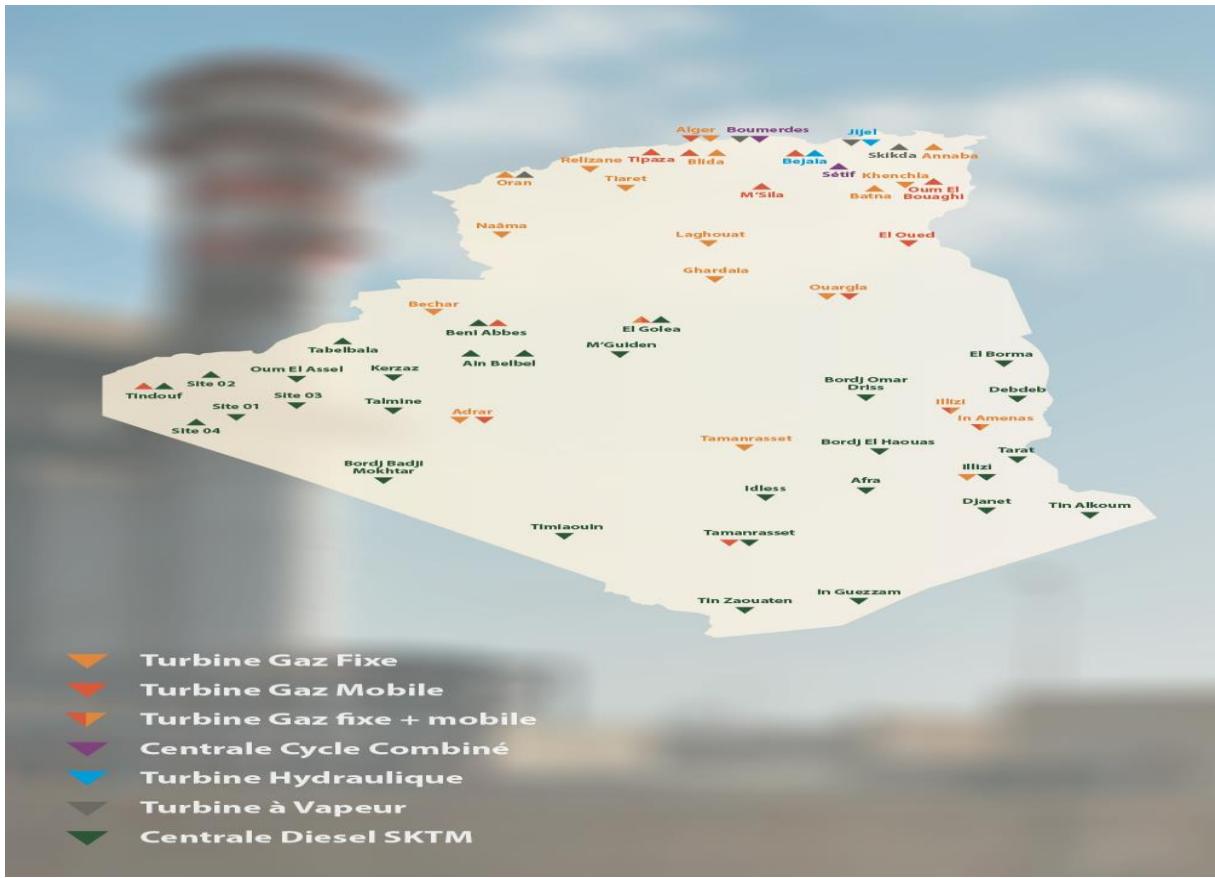 Alger
Boumerdes
Jijel
Relizane
Tipaza
Blida
Bejaia
Skikda
Annaba
Oran
Tiaret
Sétif
Khenchla
M'Sila
Batna
Oum El
Bouaghi
Naâma
Laghouat
El Oued
Ghardaia
Ouargla
Bechar
Beni Abbes
El Golea
Tabelbala
M'Guiden
Ain Belbel
El Borma
Oum El Assel
Kerzaz
Site 02
Tindouf
Bordj Omar
Driss
Debdeb
Site 03
Site 01
Talmine
Illizi
Adrar
In Amenas
Site 04
Tamanrasset
Bordj El Haouas
Tarat
Bordj Badji
Mokhtar
Illizi
Idless
Afra
Djanet
Tin Alkoum
Timiaouin
Tamanrasset
Tin Zaouaten
In Guezzam
Turbine Gaz Fixe
Turbine Gaz Mobile
Turbine Gaz fixe + mobile
Centrale Cycle Combiné
Turbine Hydraulique
Turbine à Vapeur
Centrale Diesel SKTM